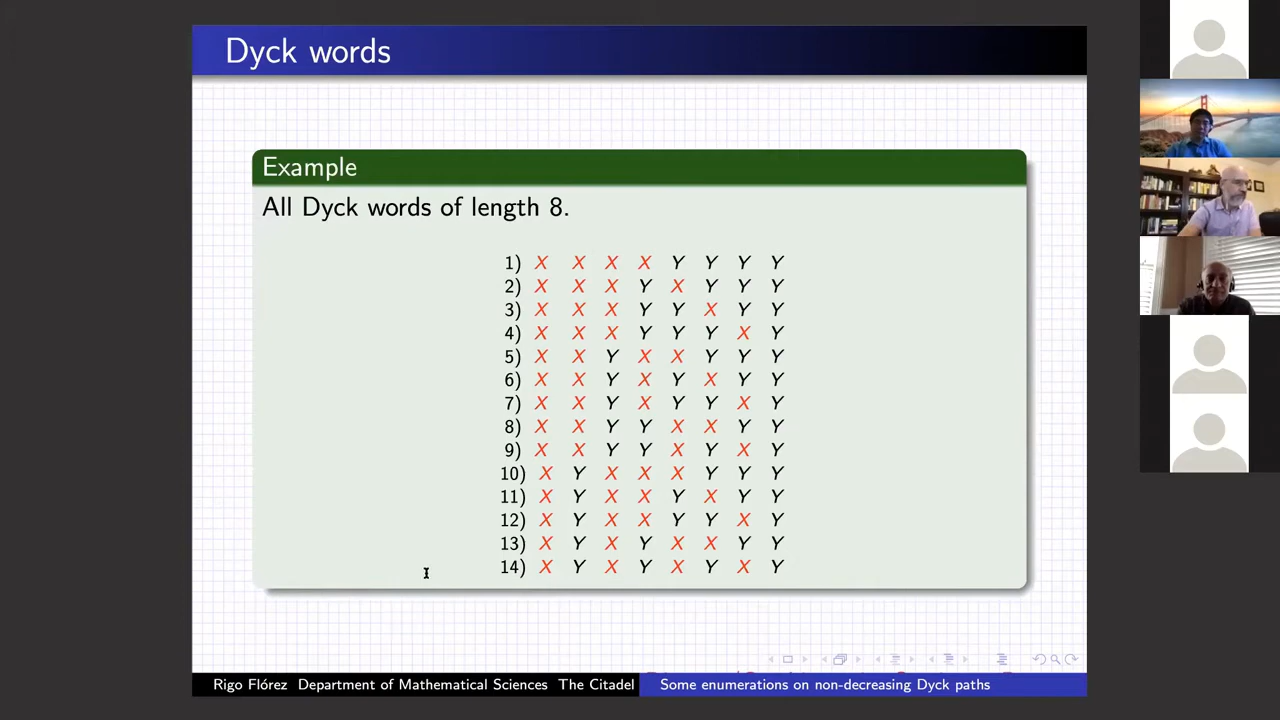 Dyck words
Example
All Dyck words of length 8.
1) X X X X Y Y Y Y
2) X X X Y X Y Y Y
3) X X X Y Y X Y Y
4) X X X Y Y Y X Y
5) X X Y X X Y Y Y
6) X X Y X Y X Y Y
7) X X Y X Y Y X Y
8) X X Y Y X X Y Y
9) X X Y Y X Y X Y
10) X Y X X X Y Y Y
11) X Y X X Y X Y Y
12) X Y X X Y Y X Y
13) X Y X Y X X Y Y
14) X Y X Y X Y X Y
Rigo Flórez Department of Mathematical Sciences The Citadel Some enumerations on non-decreasing Dyck paths